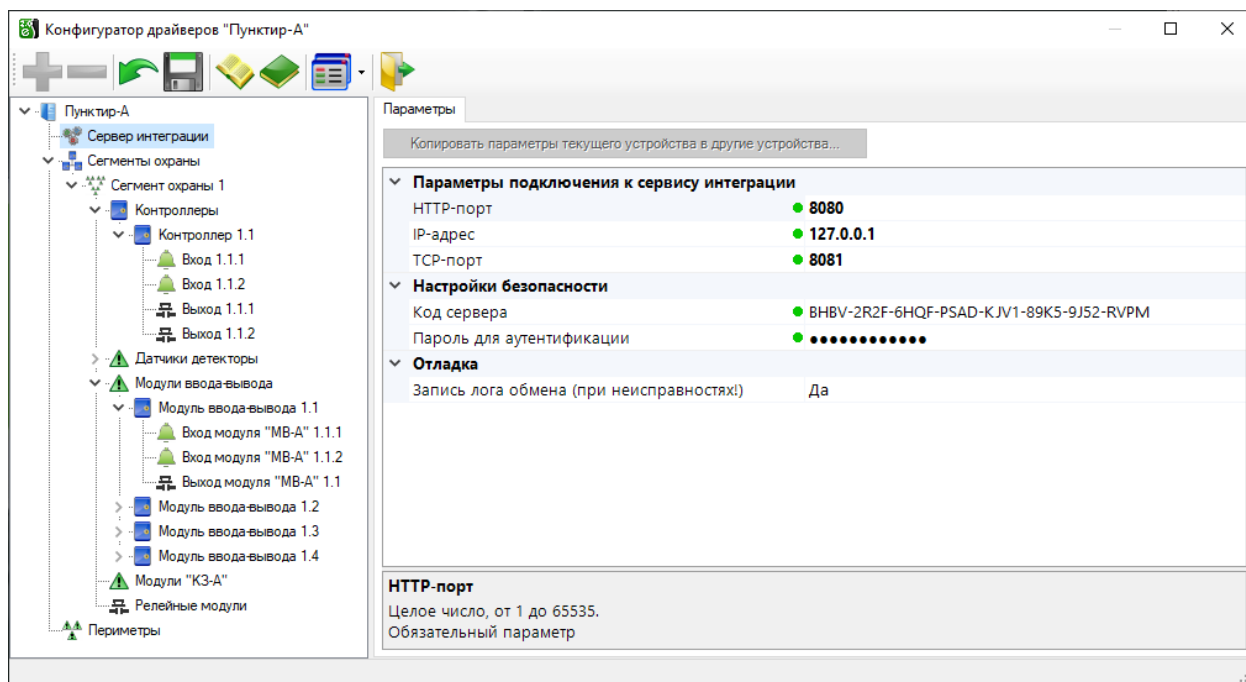 Конфигуратор драйверов "Пунктир-А"
Пунктир-А
Сервер интеграции
Сегменты охраны
Сегмент охраны 1
Контроллеры
Контроллер 1.1
Вход 1.1.1
Вход 1.1.2
Выход 1.1.1
Выход 1.1.2
Датчики детекторы
Модули ввода-вывода
Модуль ввода-вывода 1.1
Вход модуля "МВ-А" 1.1.1
Вход модуля "МВ-А" 1.1.2
Выход модуля "МВ-А" 1.1
Модуль ввода-вывода 1.2
Модуль ввода-вывода 1.3
Модуль ввода-вывода 1.4
Модули "КЗ-А"
Релейные модули
Периметры
Параметры
Копировать параметры текущего устройства в другие устройства...
Параметры подключения к сервису интеграции
HTTP-порт 8080
IP-адрес 127.0.0.1
TCP-порт 8081
Настройки безопасности
Код сервера BHBV-2R2F-6HQF-PSAD-KJV1-89K5-9J52-RVPM
Пароль для аутентификации ●●●●●●●●●●●●
Отладка
Запись лога обмена (при неисправностях!) Да
HTTP-порт
Целое число, от 1 до 65535.
Обязательный параметр